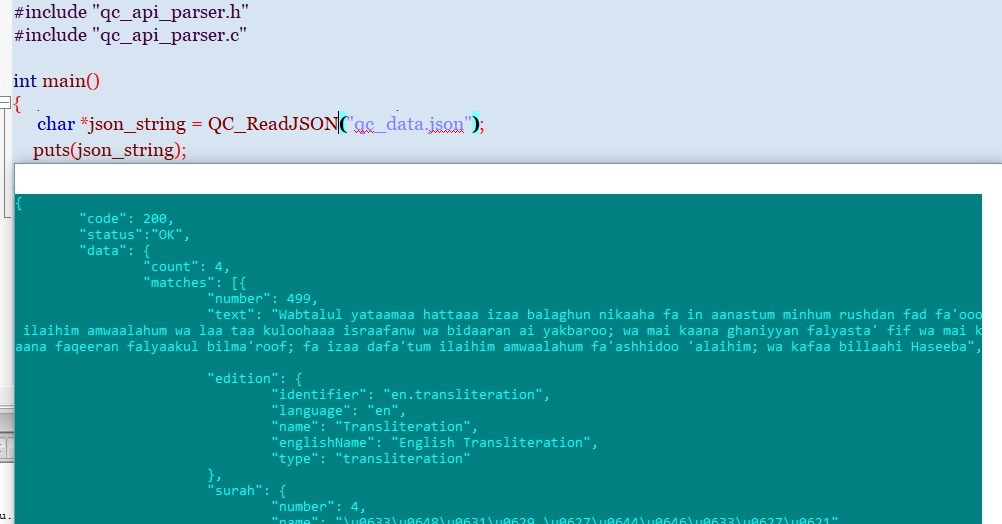 #include "qc_api_parser.h"
#include "qc_api_parser.c"
int main()
{
char *json_string = QC_ReadJSON("qc_data.json");
puts(json_string);
{
"code": 200,
"status":"OK",
"data": {
"count": 4,
"matches": [{
"number": 499,
"text": "Wabtalul yataamaa hattaaa izaa balaghun nikaaha fa in aanastum minhum rushdan fad fa'ooo
ilaihim amwaalahum wa laa taa kuloohaaa israafanw wa bidaaran ai yakbaroo; wa mai kaana ghaniyyan falyasta' fif wa mai k
aana faqeeran falyaakul bilma'roof; fa izaa dafa'tum ilaihim amwaalahum fa'ashhidoo 'alaihim; wa kafaa billaahi Haseeba",
"edition": {
"identifier": "en.transliteration",
"language": "en",
"name": "Transliteration",
"englishName": "English Transliteration",
"type": "transliteration"
},
"surah": {
"number": 4,
"name": "\u0633\u0648\u0631\u0629 \u0627\u0644\u0646\u0633\u0627\u0621"
u.